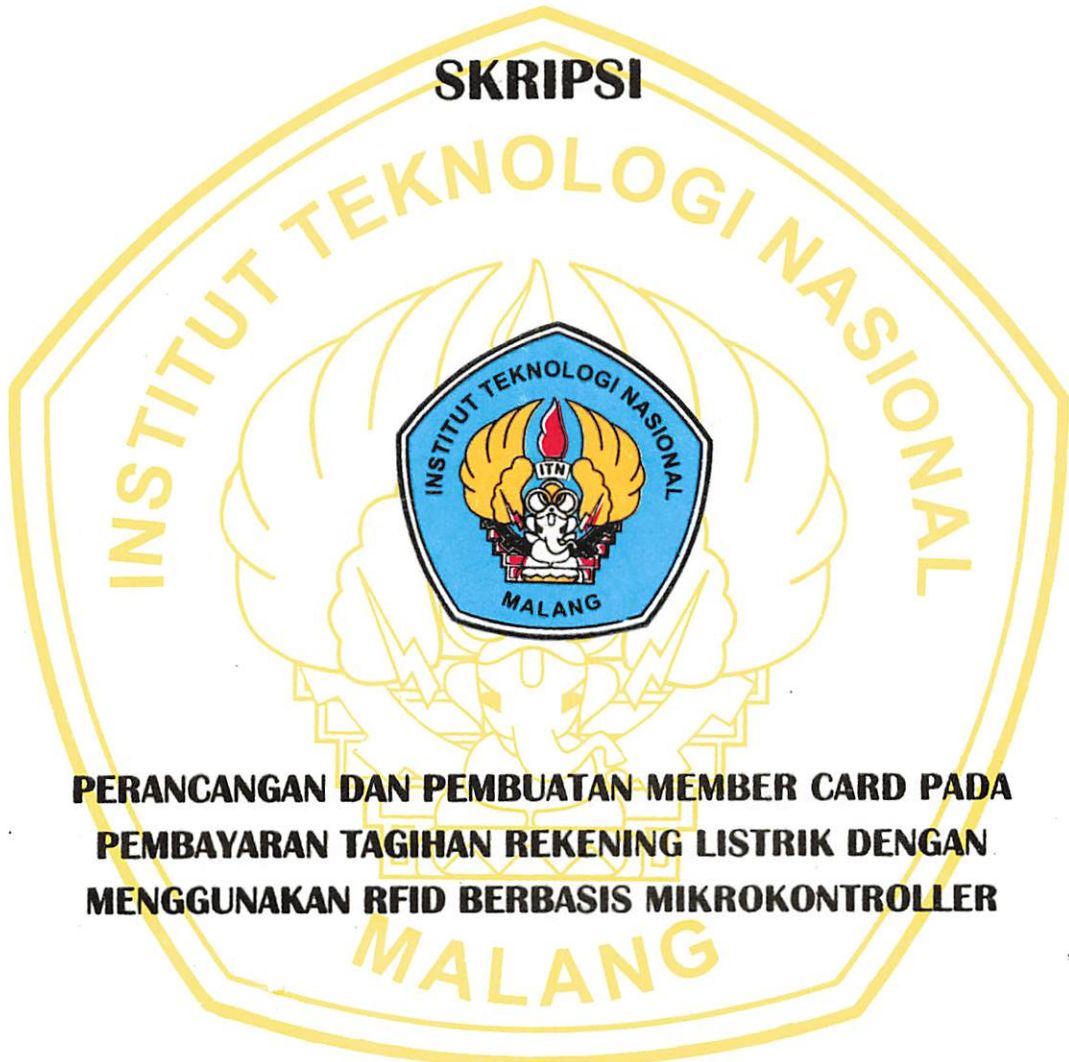 SKRIPSI
INSTITUT TEKNOLOGI NASIONAL
INSTITUT TEKNOLOGI NASIONAL
ITN
MALANG
PERANCANGAN DAN PEMBUATAN MEMBER CARD PADA
PEMBAYARAN TAGIHAN REKENING LISTRIK DENGAN
MENGGUNAKAN RFID BERBASIS MIKROKONTROLLER
MALANG